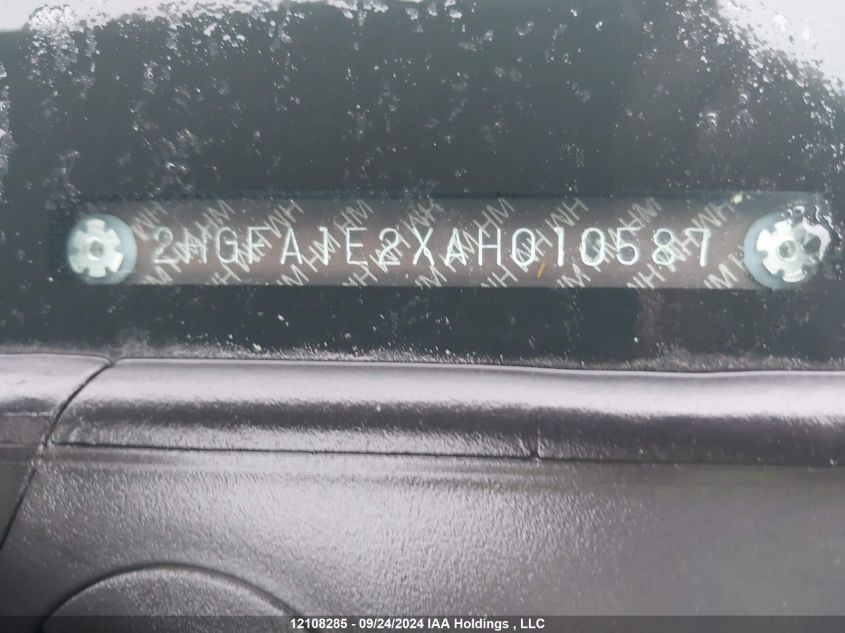 2HGFA1E2XAH010587
12108285 - 09/24/2024 IAA Holdings , LLC